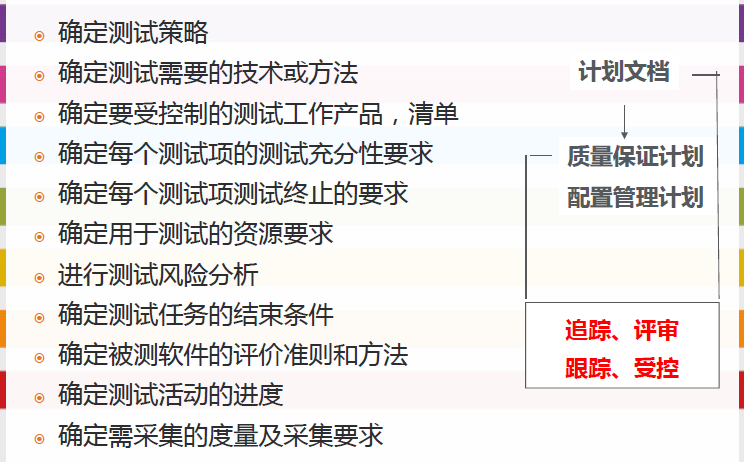 确定测试策略
确定测试需要的技术或方法
确定要受控制的测试工作产品，清单
确定每个测试项的测试充分性要求
确定每个测试项测试终止的要求
确定用于测试的资源要求
进行测试风险分析
确定测试任务的结束条件
确定被测软件的评价准则和方法
确定测试活动的进度
确定需采集的度量及采集要求
计划文档
质量保证计划
配置管理计划
追踪、评审
跟踪、受控